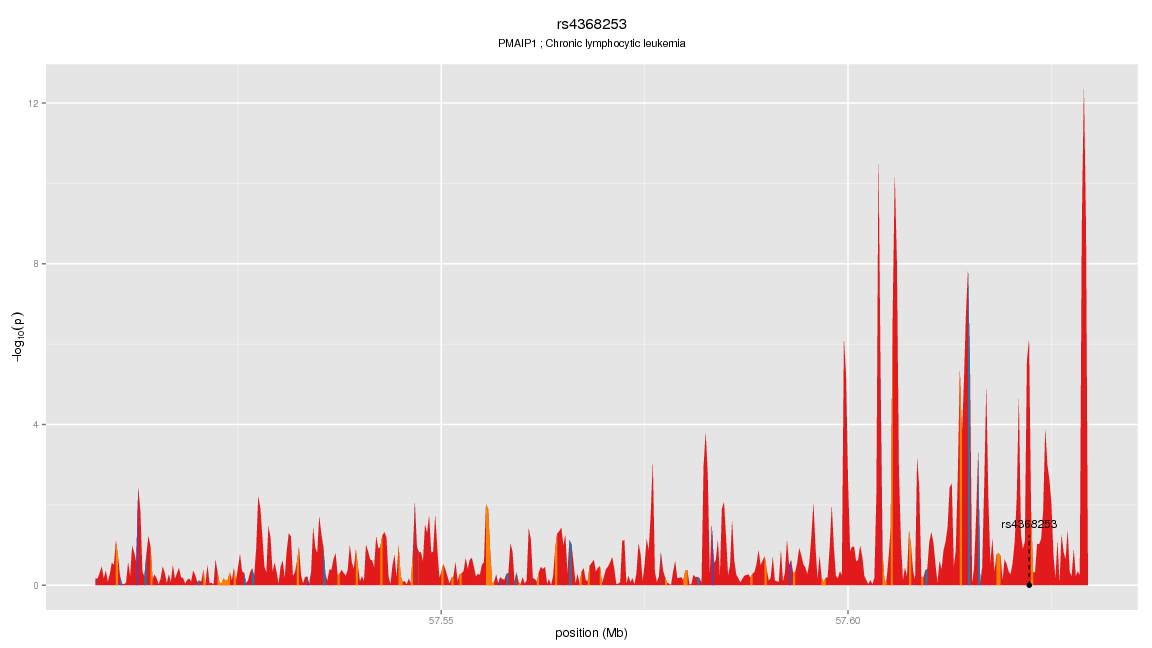 rs4368253
PMAIP1 ; Chronic lymphocytic leukemia
12
8
4
0
−log10(p)
rs4368253
57.55
57.60
position (Mb)